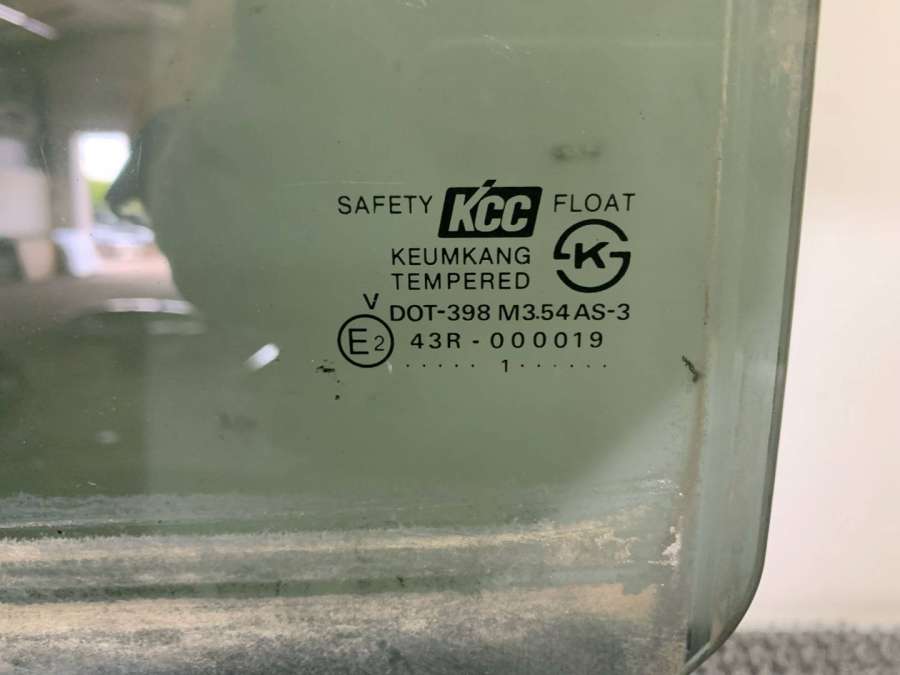 SAFETY KCC FLOAT
KEUMKANG
TEMPERED
K
V
DOT-398 M3.54 AS-3
E2 43R - 000019
· · · · · 1 · · · · · ·